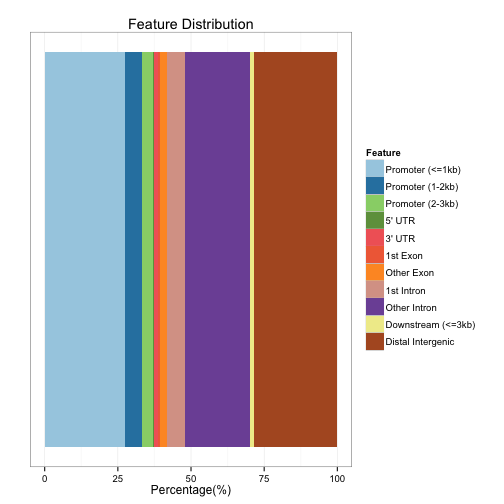 Feature Distribution
Feature
Promoter (<=1kb)
Promoter (1-2kb)
Promoter (2-3kb)
5' UTR
3' UTR
1st Exon
Other Exon
1st Intron
Other Intron
Downstream (<=3kb)
Distal Intergenic
0 25 50 75 100
Percentage(%)